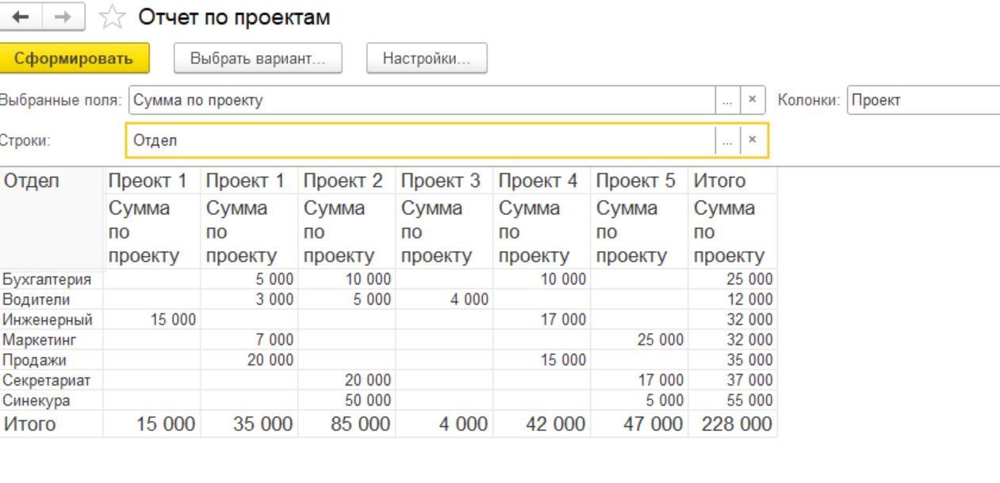 Отчет по проектам
Сформировать Выбрать вариант... Настройки...
Выбранные поля: Сумма по проекту ... × Колонки: Проект
Строки: Отдел ... ×
Отдел Преокт 1 Проект 1 Проект 2 Проект 3 Проект 4 Проект 5 Итого
Сумма Сумма Сумма Сумма Сумма Сумма Сумма
по по по по по по по
проекту проекту проекту проекту проекту проекту проекту
Бухгалтерия 5 000 10 000 10 000 25 000
Водители 3 000 5 000 4 000 12 000
Инженерный 15 000 17 000 32 000
Маркетинг 7 000 25 000 32 000
Продажи 20 000 15 000 35 000
Секретариат 20 000 17 000 37 000
Синекура 50 000 5 000 55 000
Итого 15 000 35 000 85 000 4 000 42 000 47 000 228 000